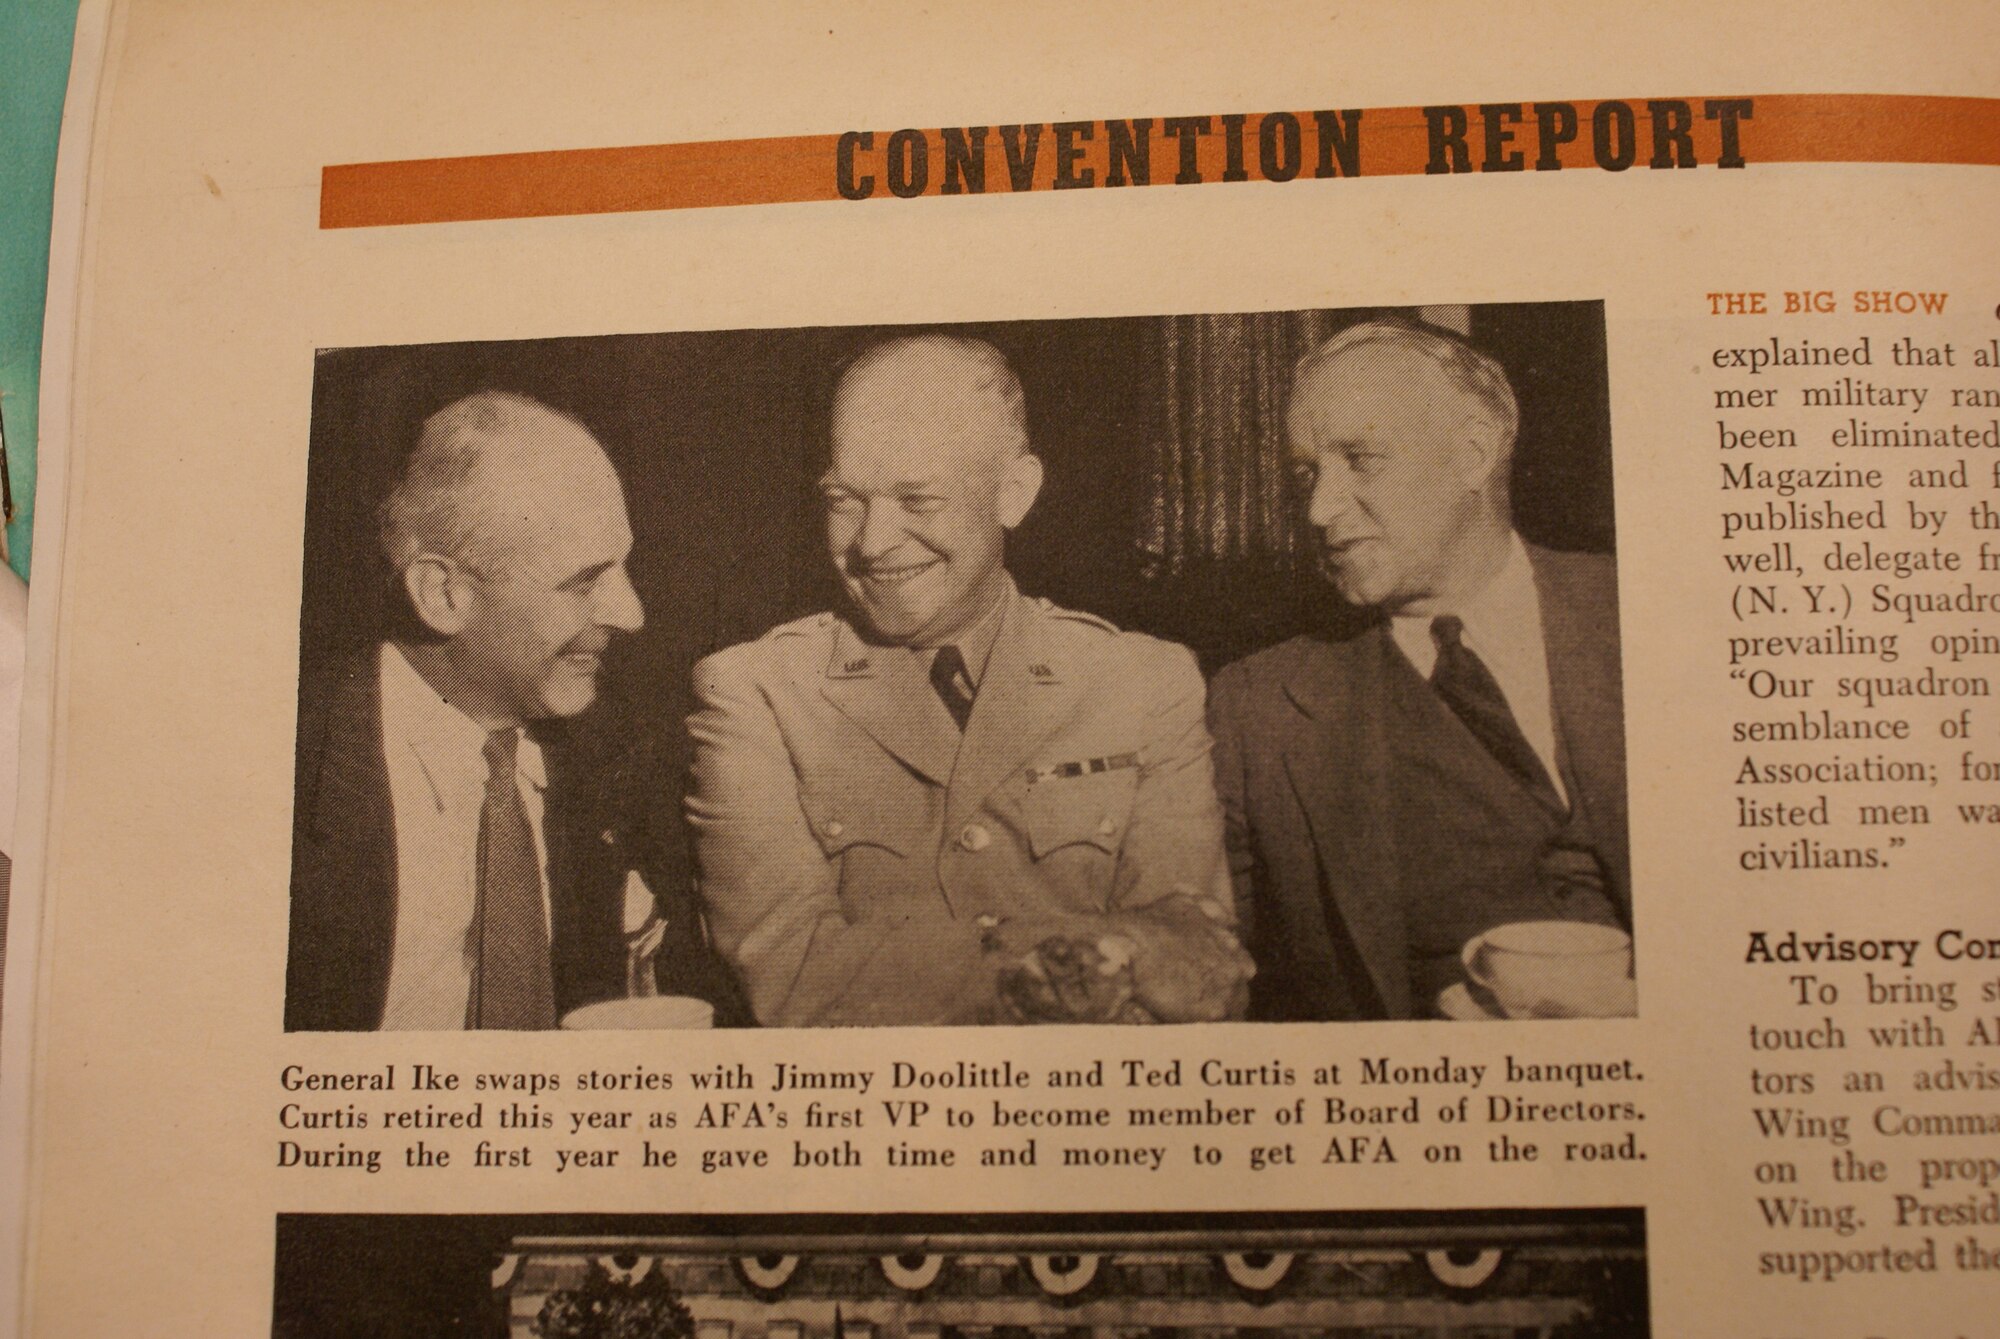 CONVENTION REPORT
General Ike swaps stories with Jimmy Doolittle and Ted Curtis at Monday banquet.
Curtis retired this year as AFA's first VP to become member of Board of Directors.
During the first year he gave both time and money to get AFA on the road.
THE BIG SHOW
explained that al
mer military ran
been eliminated
Magazine and f
published by th
well, delegate fr
(N. Y.) Squadro
prevailing opin
"Our squadron
semblance of
Association; for
listed men wa
civilians."
Advisory Com
To bring st
touch with AF
tors an advis
Wing Comma
on the prop
Wing. Presid
supported the